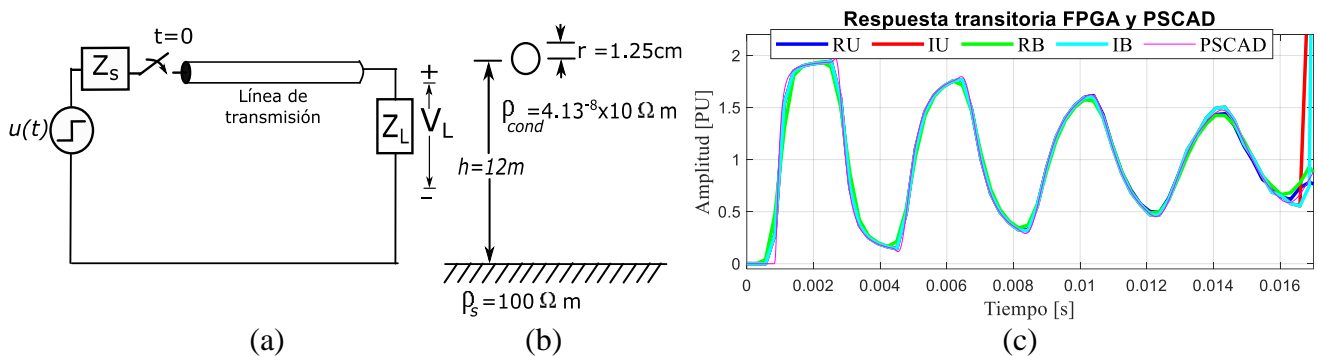 t=0
Z_s
Línea de
transmisión
u(t)
+
V_L
-
Z_L
(a)
r =1.25cm
ρ_cond =4.13⁻⁸x10 Ω m
h=12m
ρ_s =100 Ω m
(b)
Respuesta transitoria FPGA y PSCAD
RU IU RB IB PSCAD
Amplitud [PU]
2
1.5
1
0.5
0
0 0.002 0.004 0.006 0.008 0.01 0.012 0.014 0.016
Tiempo [s]
(c)